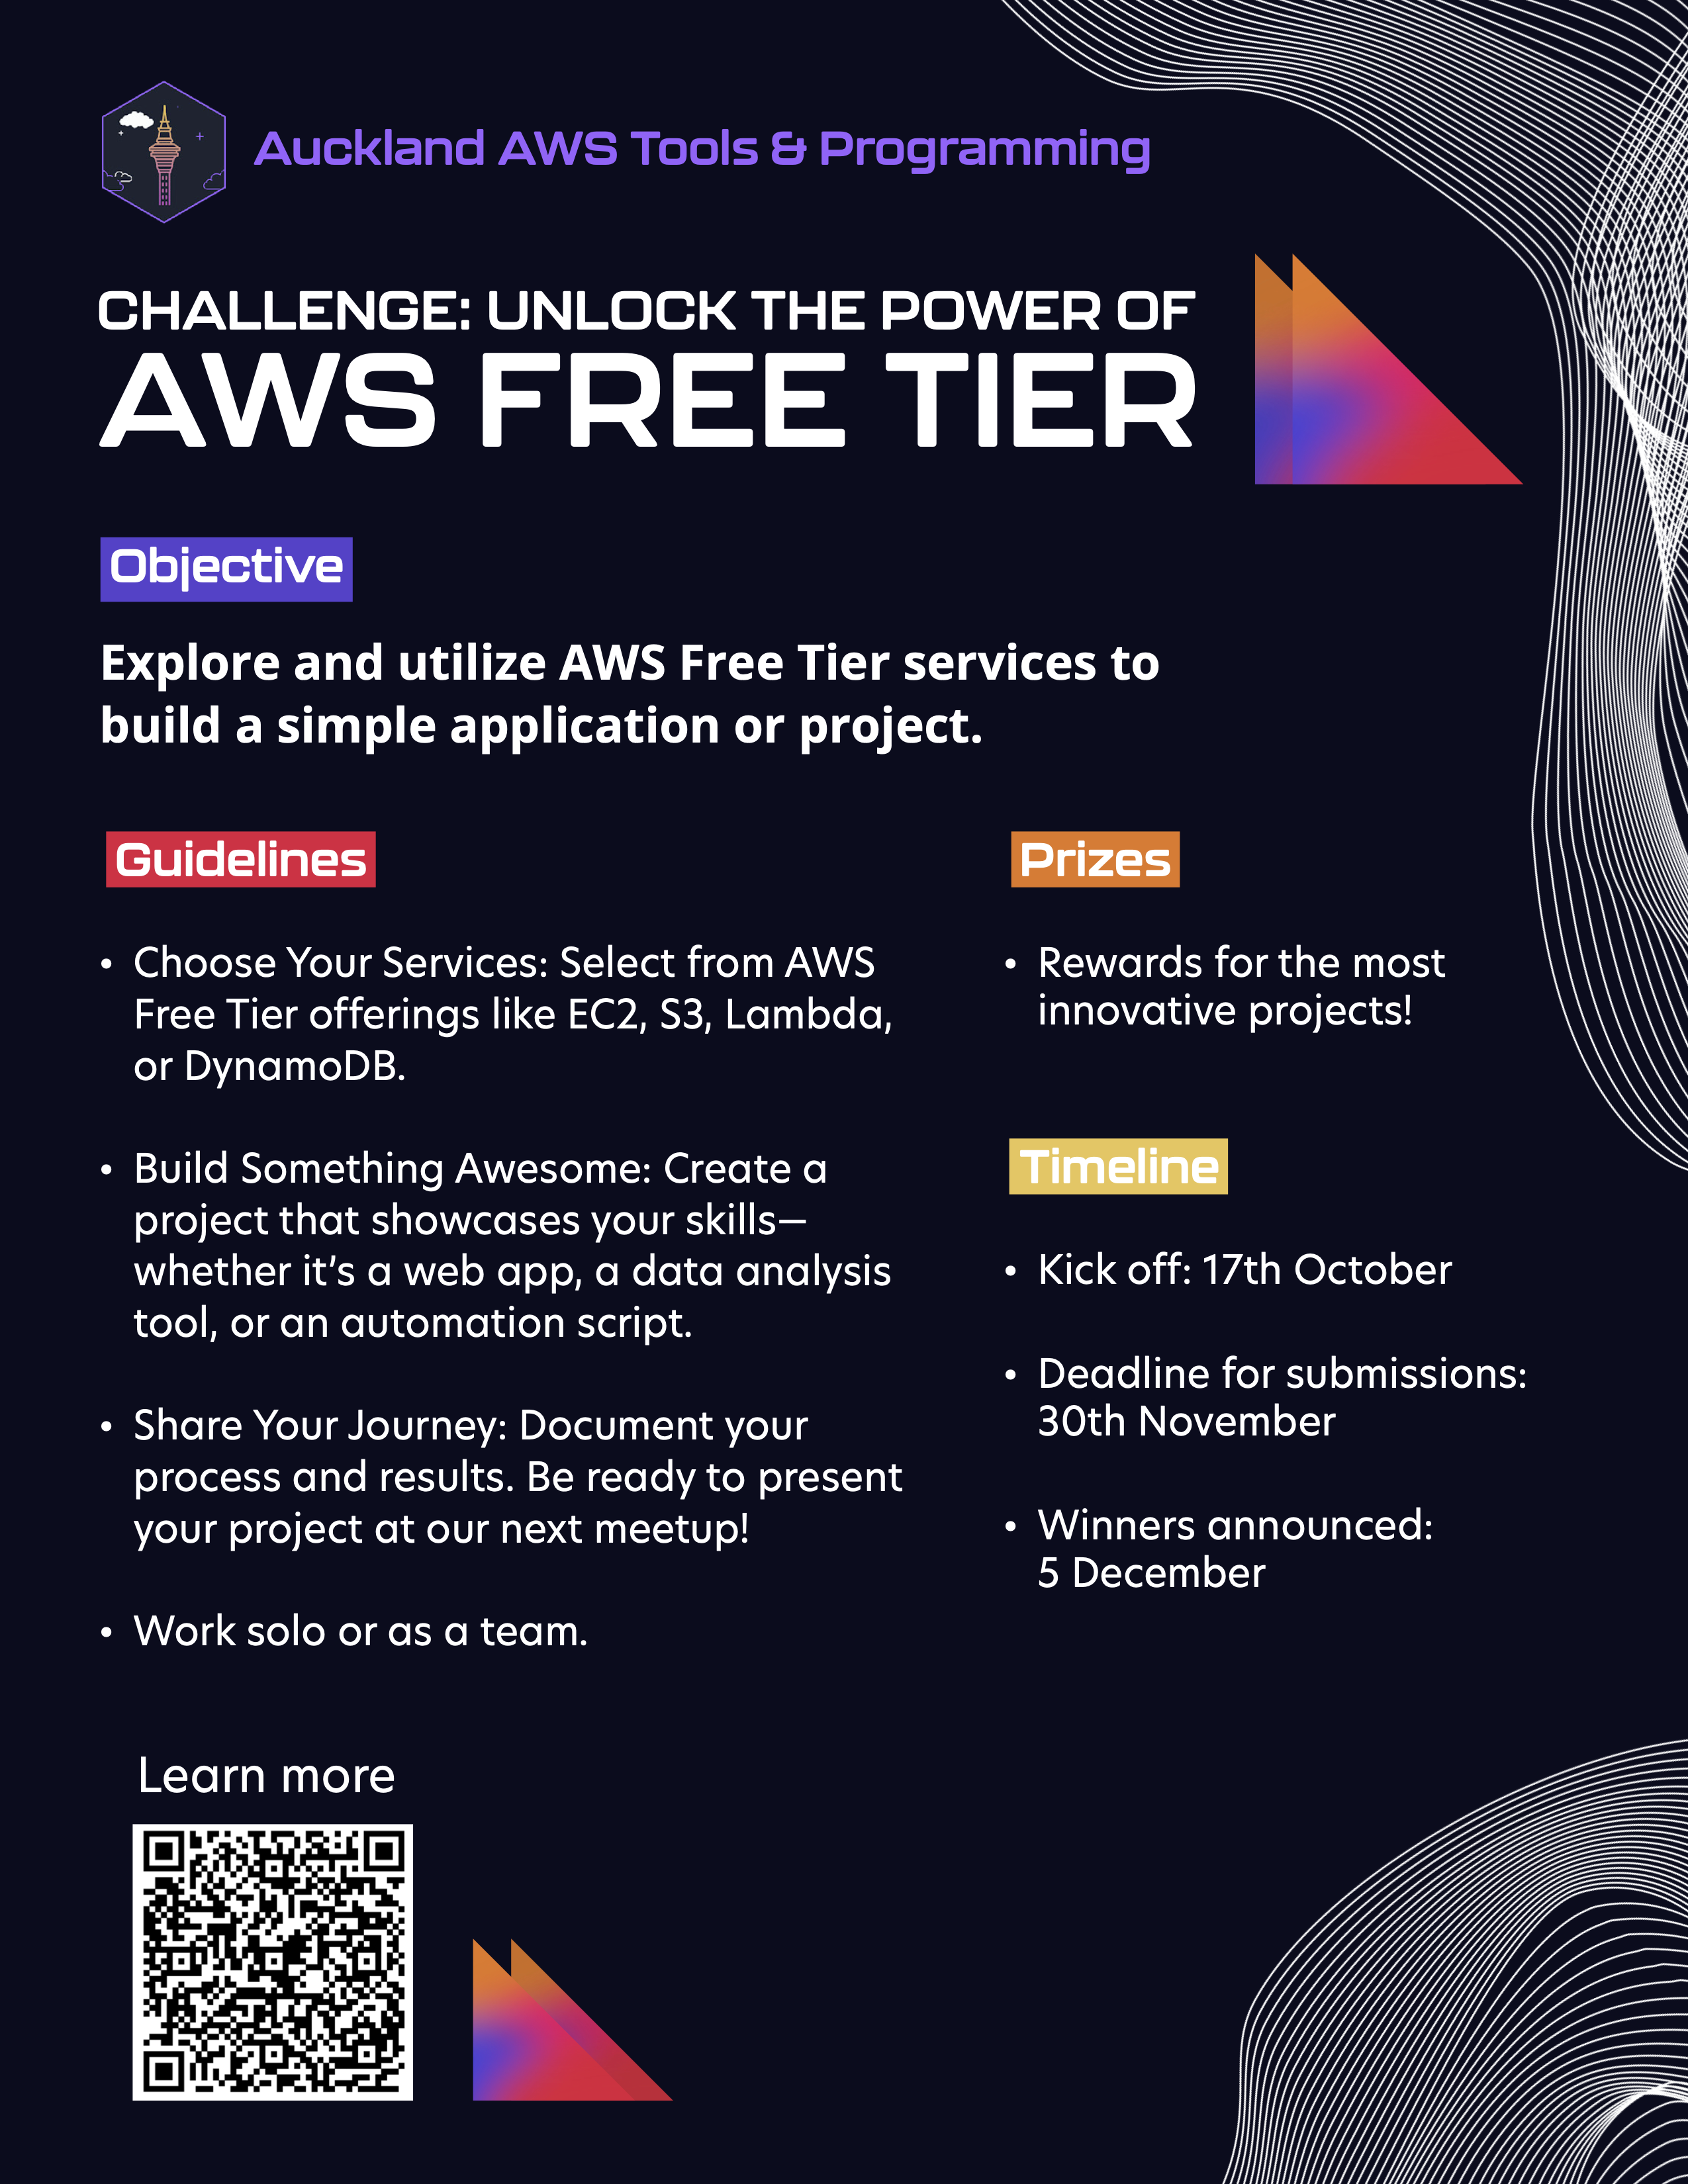 Auckland AWS Tools & Programming
CHALLENGE: UNLOCK THE POWER OF
AWS FREE TIER
Objective
Explore and utilize AWS Free Tier services to
build a simple application or project.
Guidelines
• Choose Your Services: Select from AWS
Free Tier offerings like EC2, S3, Lambda,
or DynamoDB.
• Build Something Awesome: Create a
project that showcases your skills—
whether it’s a web app, a data analysis
tool, or an automation script.
• Share Your Journey: Document your
process and results. Be ready to present
your project at our next meetup!
• Work solo or as a team.
Prizes
• Rewards for the most
innovative projects!
Timeline
• Kick off: 17th October
• Deadline for submissions:
30th November
• Winners announced:
5 December
Learn more